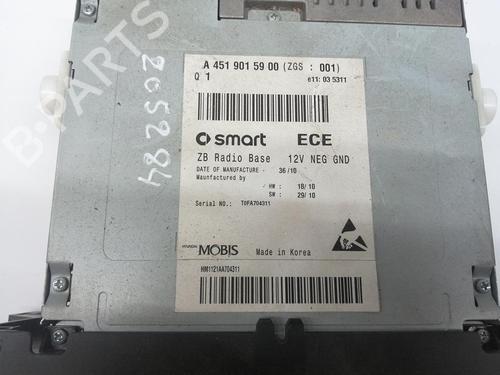 A 451 901 59 00 (ZGS : 001)
Q 1
e11: 03 5311
smart ECE
ZB Radio Base 12V NEG GND
DATE OF MANUFACTURE - 36/10
Maunfactured by
HW : 18/10
SW : 29/10
Serial NO.: T0FA704311
HYUNDAI MOBIS Made in Korea
HM1121AA704311
205284
B-PARTS